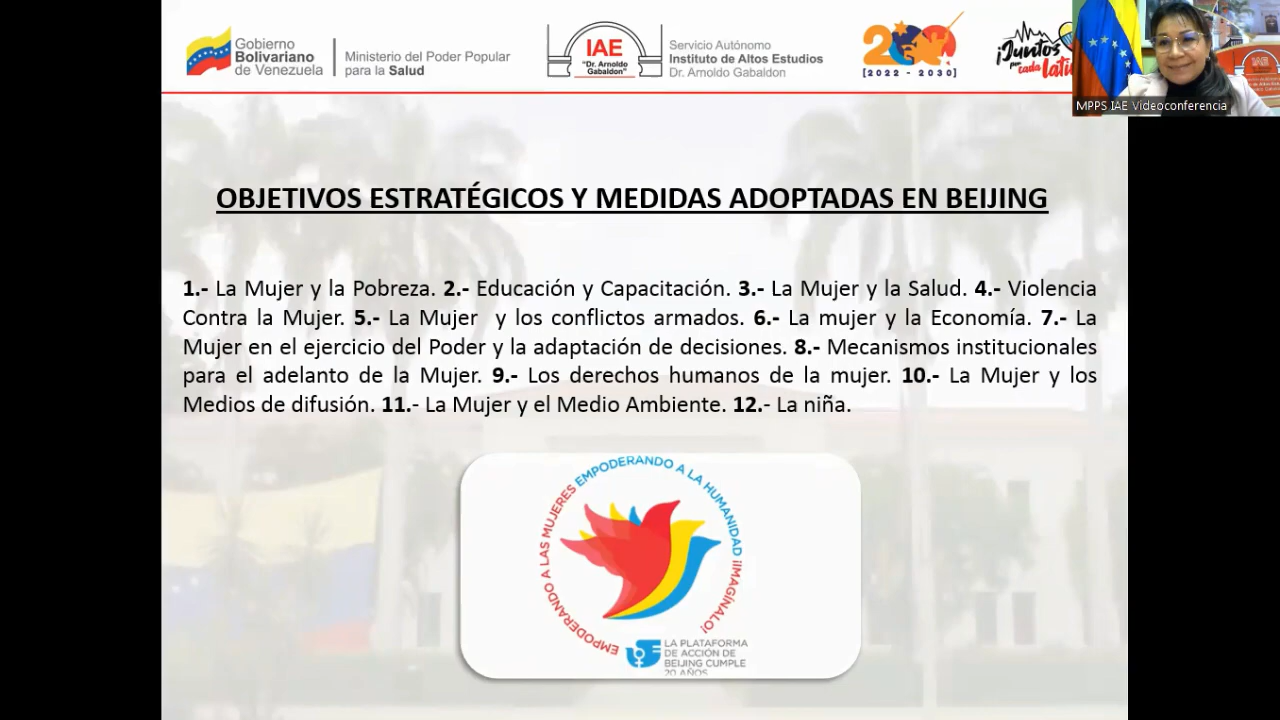 Gobierno
Bolivariano
de Venezuela
Ministerio del Poder Popular
para la Salud
IAE
"Dr. Arnoldo
Gabaldon"
Servicio Autónomo
Instituto de Altos Estudios
Dr. Arnoldo Gabaldon
200
[2022 - 2030]
¡Juntos
por cada latido
MPPS IAE Videoconferencia
IAE
OBJETIVOS ESTRATÉGICOS Y MEDIDAS ADOPTADAS EN BEIJING
1.- La Mujer y la Pobreza. 2.- Educación y Capacitación. 3.- La Mujer y la Salud. 4.- Violencia
Contra la Mujer. 5.- La Mujer y los conflictos armados. 6.- La mujer y la Economía. 7.- La
Mujer en el ejercicio del Poder y la adaptación de decisiones. 8.- Mecanismos institucionales
para el adelanto de la Mujer. 9.- Los derechos humanos de la mujer. 10.- La Mujer y los
Medios de difusión. 11.- La Mujer y el Medio Ambiente. 12.- La niña.
EMPODERANDO A LAS MUJERES EMPODERANDO A LA HUMANIDAD ¡IMAGÍNALO!
LA PLATAFORMA
DE ACCIÓN DE
BEIJING CUMPLE
20 AÑOS